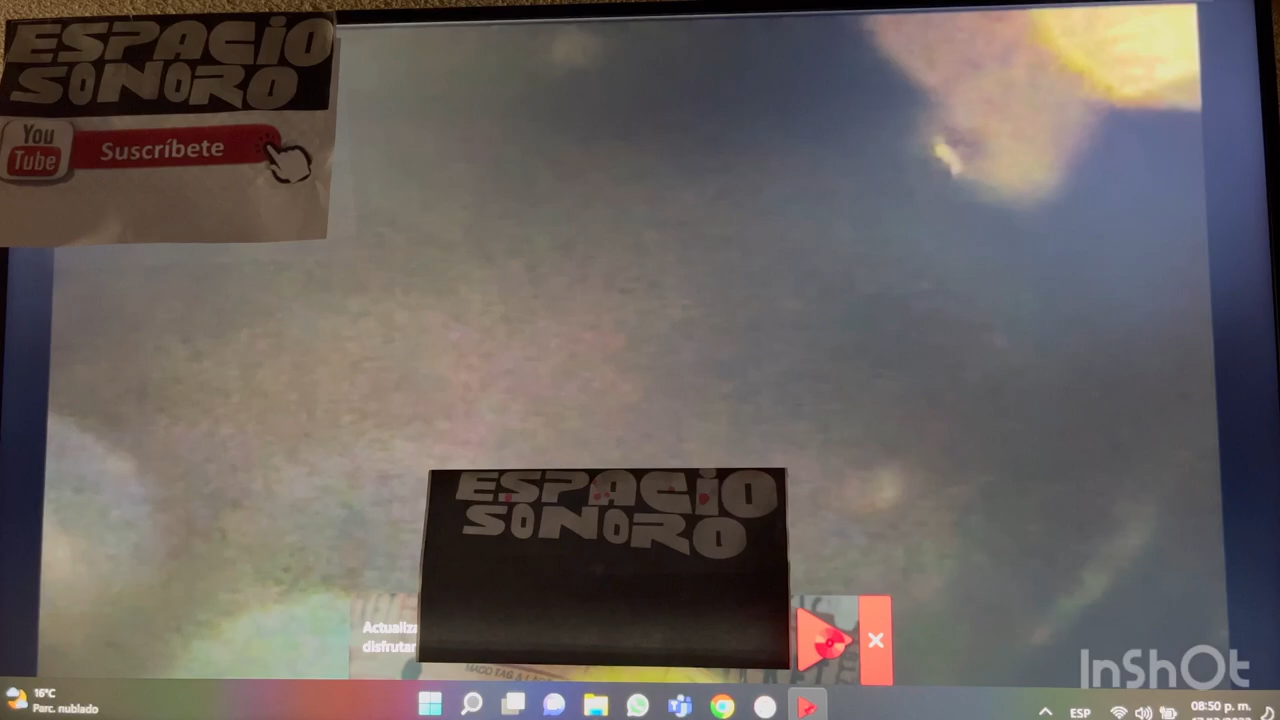 ESPACIO
SONORO
You
Tube
Suscríbete
ESPACIO
SONORO
Actualiza
disfrutar
InShOt
16°C
Parc. nublado
ESP
08:50 p. m.